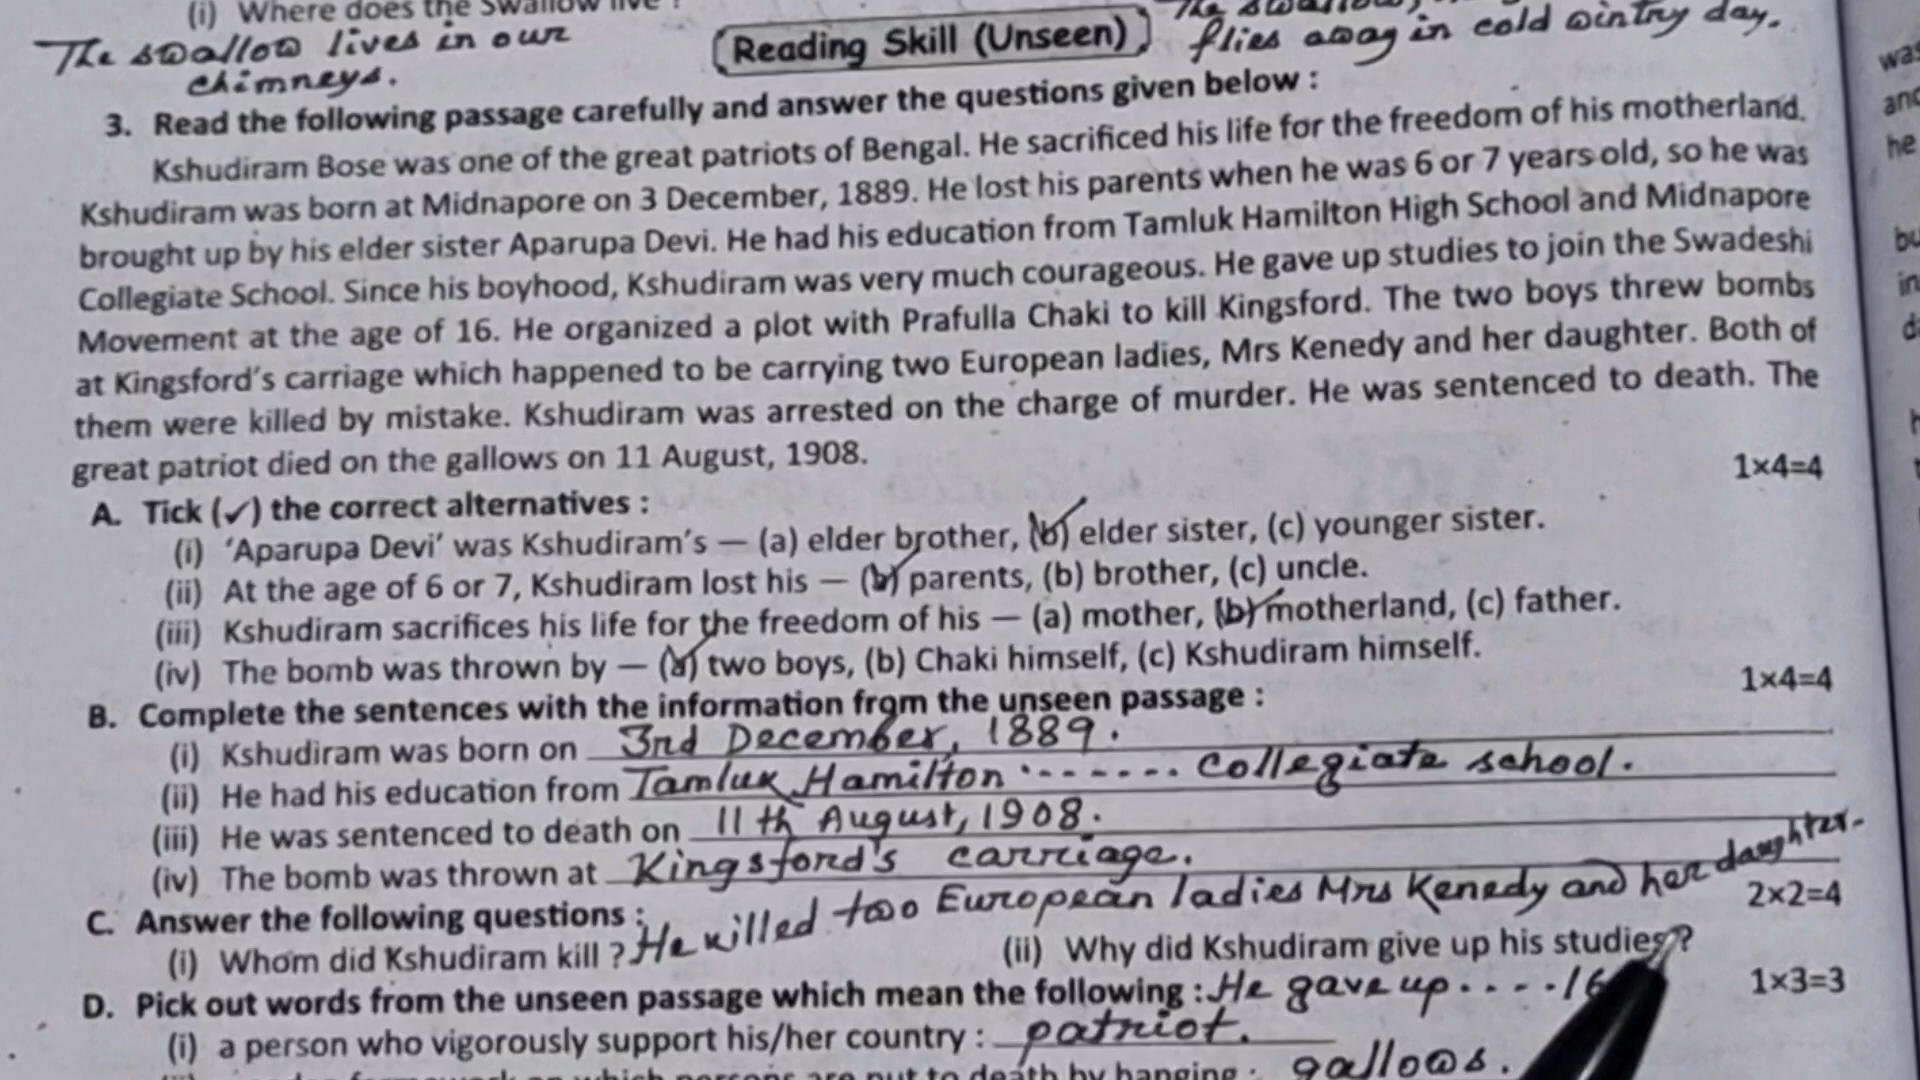 (i) Where does the Swallow live ?
The swallow lives in our
chimneys.
Reading Skill (Unseen)
The swallow
flies away in cold wintry day.
3. Read the following passage carefully and answer the questions given below :
Kshudiram Bose was one of the great patriots of Bengal. He sacrificed his life for the freedom of his motherland.
Kshudiram was born at Midnapore on 3 December, 1889. He lost his parents when he was 6 or 7 years old, so he was
brought up by his elder sister Aparupa Devi. He had his education from Tamluk Hamilton High School and Midnapore
Collegiate School. Since his boyhood, Kshudiram was very much courageous. He gave up studies to join the Swadeshi
Movement at the age of 16. He organized a plot with Prafulla Chaki to kill Kingsford. The two boys threw bombs
at Kingsford's carriage which happened to be carrying two European ladies, Mrs Kenedy and her daughter. Both of
them were killed by mistake. Kshudiram was arrested on the charge of murder. He was sentenced to death. The
great patriot died on the gallows on 11 August, 1908.
A. Tick (✓) the correct alternatives : 1×4=4
(i) 'Aparupa Devi' was Kshudiram's — (a) elder brother, (b) elder sister, (c) younger sister.
(ii) At the age of 6 or 7, Kshudiram lost his — (a) parents, (b) brother, (c) uncle.
(iii) Kshudiram sacrifices his life for the freedom of his — (a) mother, (b) motherland, (c) father.
(iv) The bomb was thrown by — (a) two boys, (b) Chaki himself, (c) Kshudiram himself.
B. Complete the sentences with the information from the unseen passage : 1×4=4
(i) Kshudiram was born on 3rd December, 1889.
(ii) He had his education from Tamluk Hamilton ....... collegiate school.
(iii) He was sentenced to death on 11th August, 1908.
(iv) The bomb was thrown at Kingsford's carriage.
C. Answer the following questions : 2×2=4
(i) Whom did Kshudiram kill ? He killed two European ladies Mrs Kenedy and her daughter.
(ii) Why did Kshudiram give up his studies ?
D. Pick out words from the unseen passage which mean the following : 1×3=3
He gave up .... 16
(i) a person who vigorously support his/her country : patriot.
which persons are put to death by hanging : gallows.
was
and
he
in